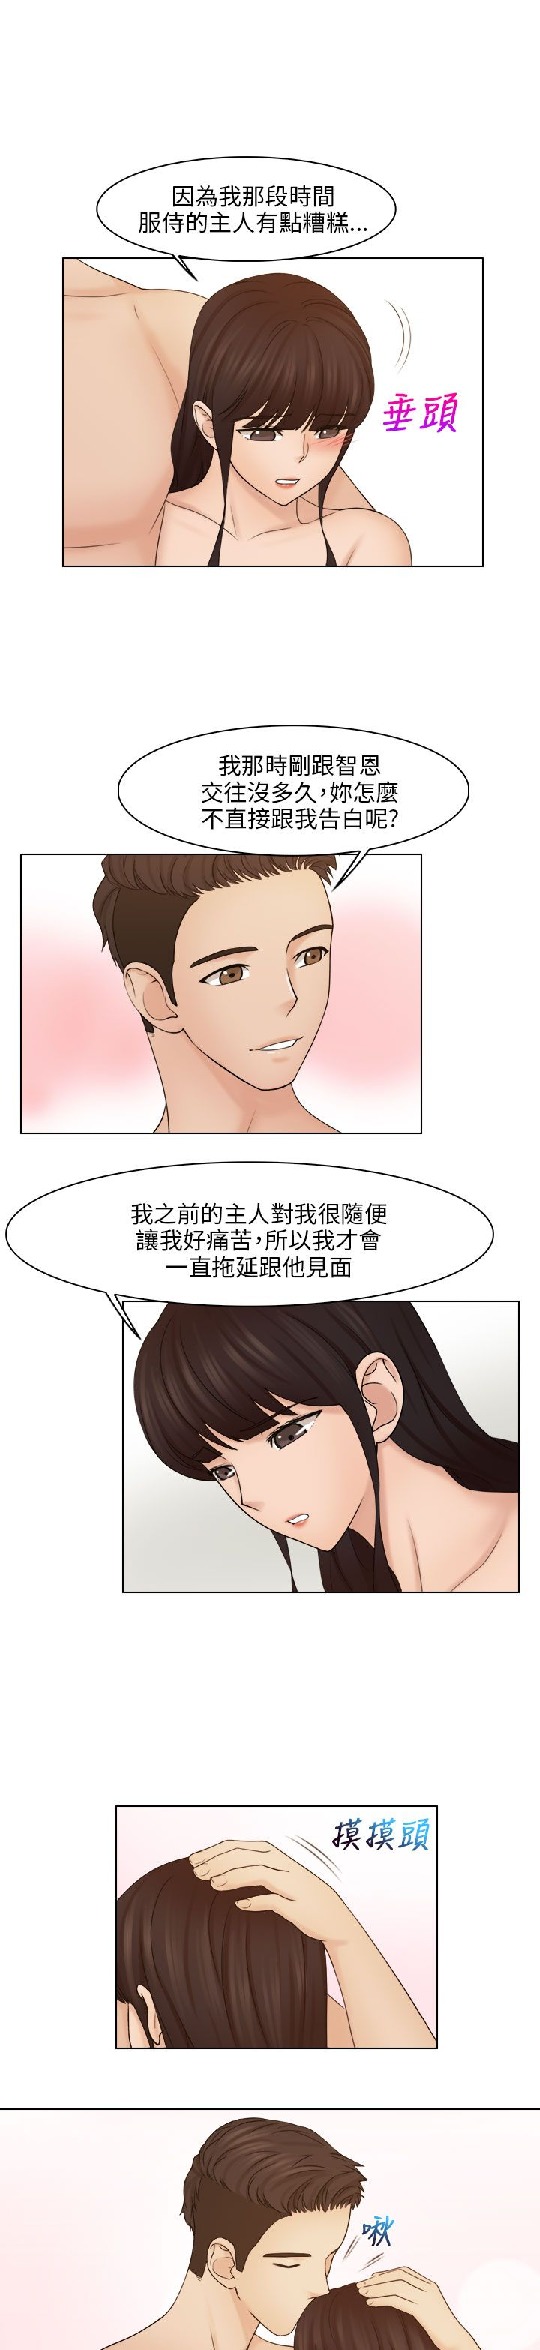 因為我那段時間
服侍的主人有點糟糕...
垂頭
我那時剛跟智恩
交往沒多久,妳怎麼
不直接跟我告白呢?
我之前的主人對我很隨便
讓我好痛苦,所以我才會
一直拖延跟他見面
摸摸頭
啾